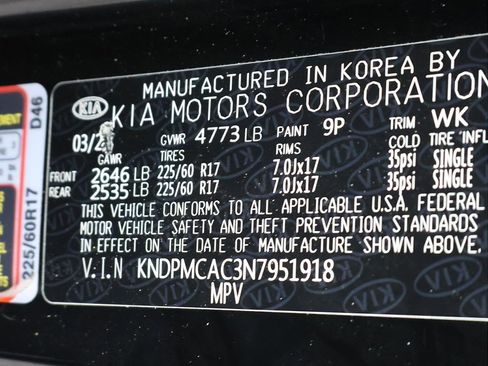 MANUFACTURED IN KOREA BY
KIA KIA MOTORS CORPORATION
GVWR 4773 LB PAINT 9P TRIM WK
GAWR TIRES RIMS COLD TIRE INFL
FRONT 2646 LB 225/60 R17 7.0Jx17 35psi SINGLE
REAR 2535 LB 225/60 R17 7.0Jx17 35psi SINGLE
THIS VEHICLE CONFORMS TO ALL APPLICABLE U.S.A. FEDERAL
MOTOR VEHICLE SAFETY AND THEFT PREVENTION STANDARDS
IN EFFECT ON THE DATE OF MANUFACTURE SHOWN ABOVE.
V.I.N KNDPMCAC3N7951918
MPV
225/60R17 D46